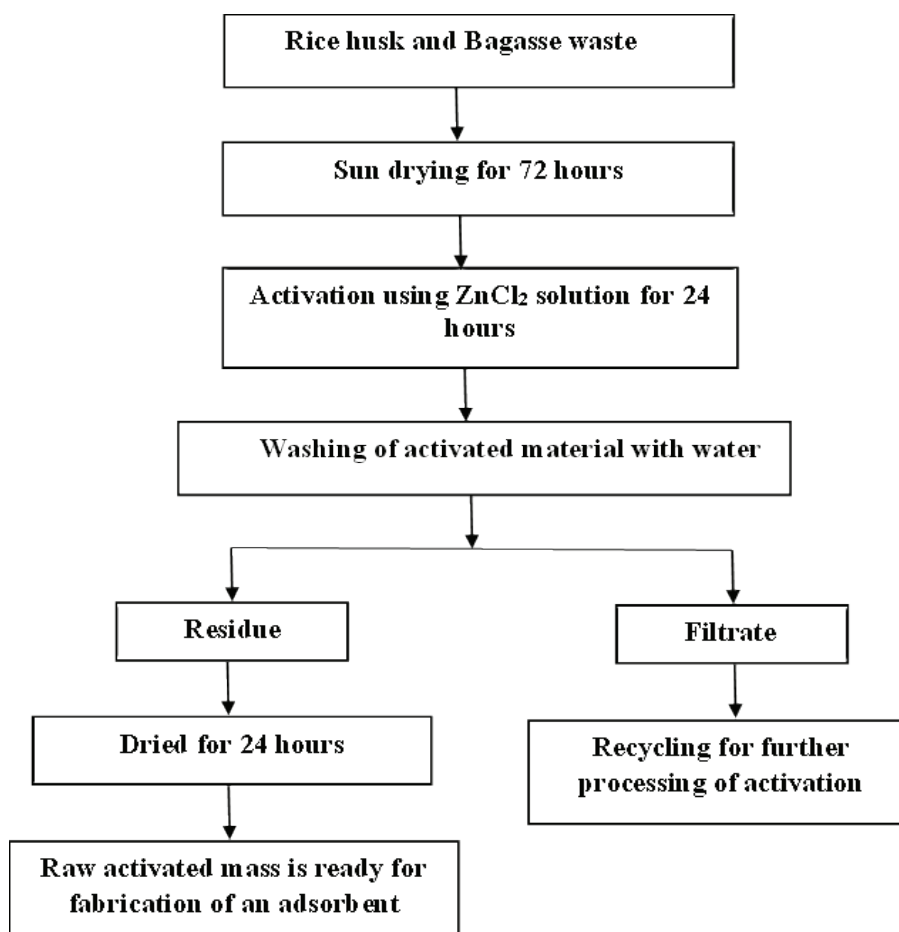 Rice husk and Bagasse waste
Sun drying for 72 hours
Activation using ZnCl₂ solution for 24
hours
Washing of activated material with water
Residue
Filtrate
Dried for 24 hours
Recycling for further
processing of activation
Raw activated mass is ready for
fabrication of an adsorbent